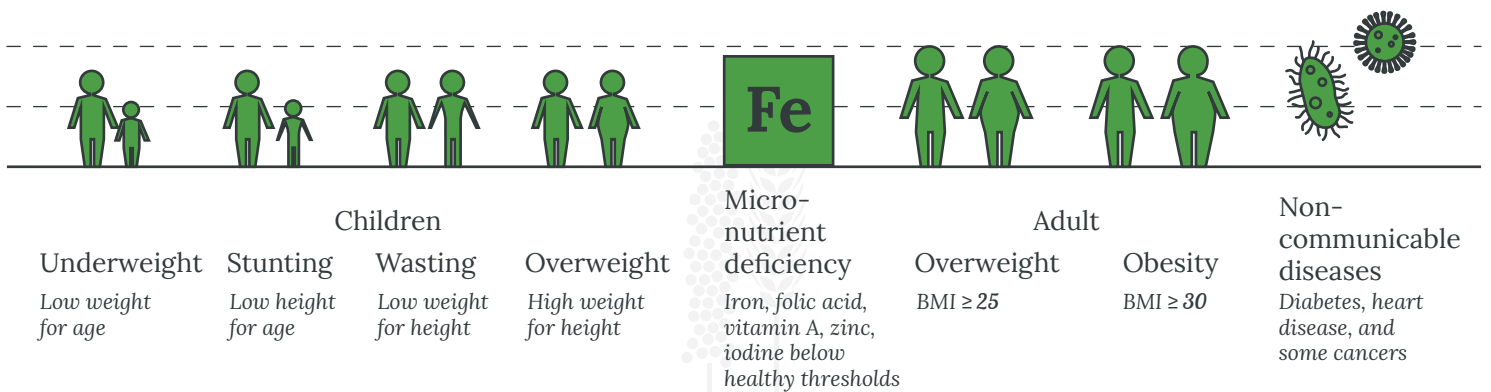 Fe
Children
Underweight
Low weight
for age
Stunting
Low height
for age
Wasting
Low weight
for height
Overweight
High weight
for height
Micro-
nutrient
deficiency
Iron, folic acid,
vitamin A, zinc,
iodine below
healthy thresholds
Adult
Overweight
BMI ≥ 25
Obesity
BMI ≥ 30
Non-
communicable
diseases
Diabetes, heart
disease, and
some cancers